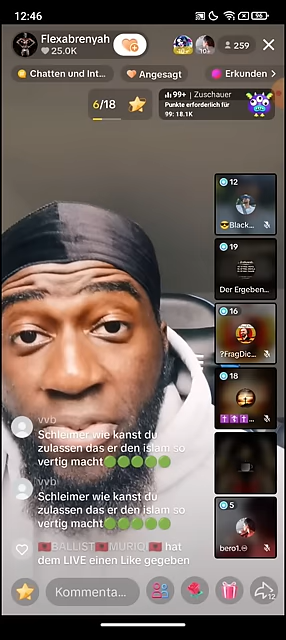 12:46
96
Flexabrenyah
25.0K
259
Chatten und Int...
Angesagt
Erkunden
6/18
99+ | Zuschauer
Punkte erforderlich für
99: 18.1K
12
Black...
19
Der Ergeben...
16
?FragDic...
18
5
bero1.
vvb
Schleimer wie kanst du
zulassen das er den islam so
vertig macht
vvb
Schleimer wie kanst du
zulassen das er den islam so
vertig macht
BALLIST MURIQI hat
dem LIVE einen Like gegeben
Kommenta...
12